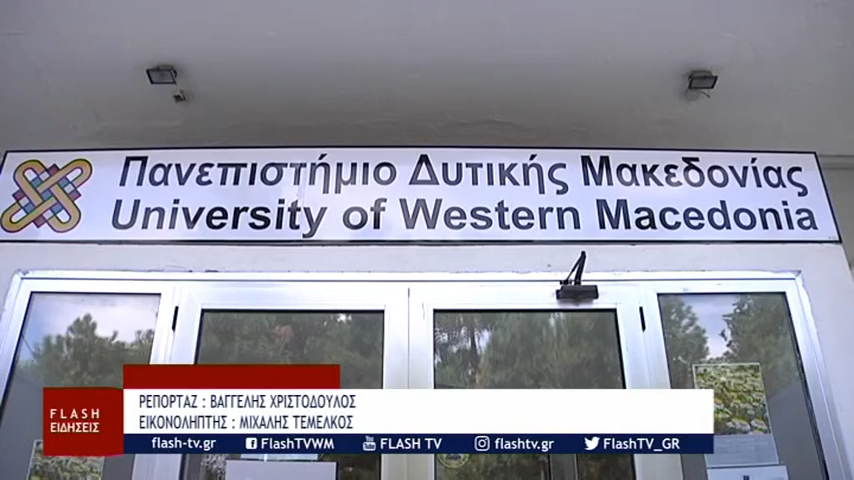 Πανεπιστήμιο Δυτικής Μακεδονίας
University of Western Macedonia
FLASH
ΕΙΔΗΣΕΙΣ
ΡΕΠΟΡΤΑΖ : ΒΑΓΓΕΛΗΣ ΧΡΙΣΤΟΔΟΥΛΟΣ
ΕΙΚΟΝΟΛΗΠΤΗΣ : ΜΙΧΑΛΗΣ ΤΕΜΕΛΚΟΣ
flash-tv.gr FlashTVWM FLASH TV flashtv.gr FlashTV_GR